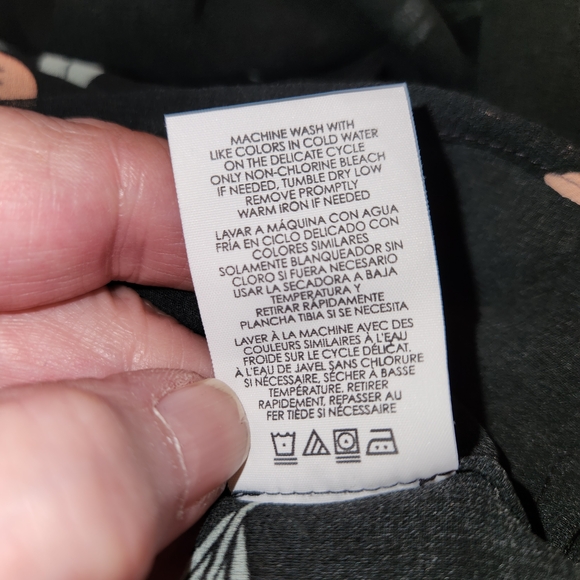 MACHINE WASH WITH
LIKE COLORS IN COLD WATER
ON THE DELICATE CYCLE
ONLY NON-CHLORINE BLEACH
IF NEEDED, TUMBLE DRY LOW
REMOVE PROMPTLY
WARM IRON IF NEEDED
LAVAR A MÁQUINA CON AGUA
FRÍA EN CICLO DELICADO CON
COLORES SIMILARES
SOLAMENTE BLANQUEADOR SIN
CLORO SI FUERA NECESARIO
USAR LA SECADORA A BAJA
TEMPERATURA Y
RETIRAR RÁPIDAMENTE
PLANCHA TIBIA SI SE NECESITA
LAVER À LA MACHINE AVEC DES
COULEURS SIMILAIRES À L'EAU
FROIDE SUR LE CYCLE DÉLICAT,
À L'EAU DE JAVEL SANS CHLORURE
SI NÉCESSAIRE, SÉCHER À BASSE
TEMPÉRATURE, RETIRER
RAPIDEMENT, REPASSER AU
FER TIÈDE SI NÉCESSAIRE